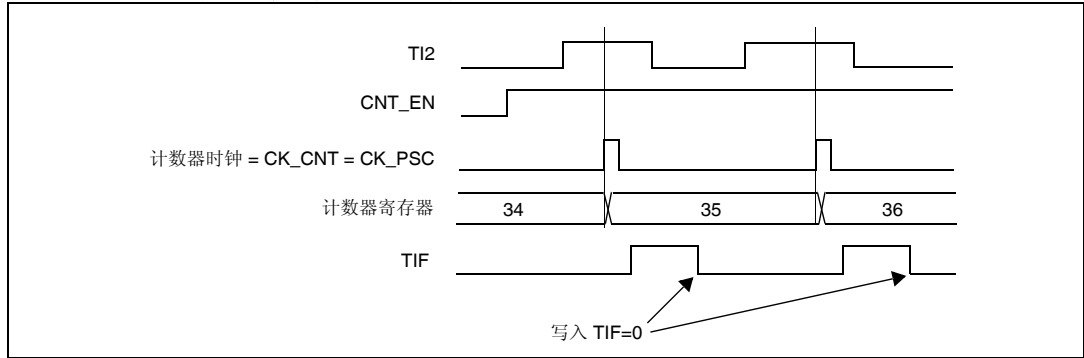 TI2
CNT_EN
计数器时钟 = CK_CNT = CK_PSC
计数器寄存器 34 35 36
TIF
写入 TIF=0